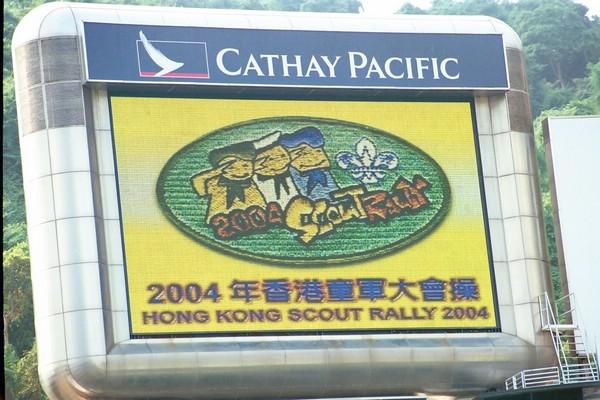 CATHAY PACIFIC
2004 SCOUT RALLY
2004 年香港童軍大會操
HONG KONG SCOUT RALLY 2004